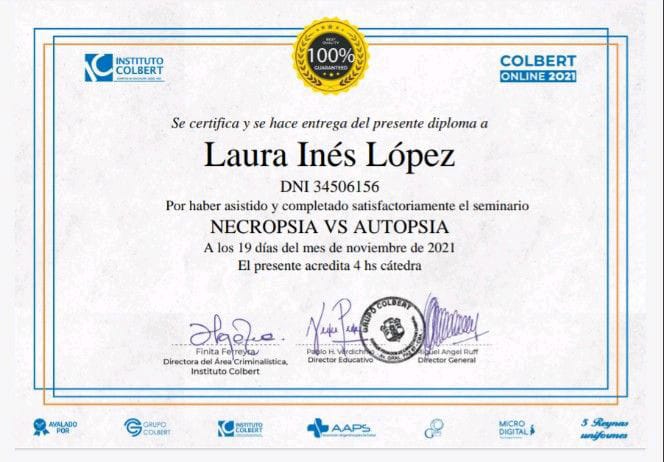 INSTITUTO
COLBERT
BEST
QUALITY
100%
GUARANTEED
COLBERT
ONLINE 2021
Se certifica y se hace entrega del presente diploma a
Laura Inés López
DNI 34506156
Por haber asistido y completado satisfactoriamente el seminario
NECROPSIA VS AUTOPSIA
A los 19 días del mes de noviembre de 2021
El presente acredita 4 hs cátedra
GRUPO COLBERT
Finita Ferreyra
Directora del Área Criminalística,
Instituto Colbert
Pablo H. Verdichio
Director Educativo
Miguel Angel Ruff
Director General
AVALADO
POR
GRUPO
COLBERT
INSTITUTO
COLBERT
AAPS
MICRO
DIGITAL
5 Reynas
uniformes